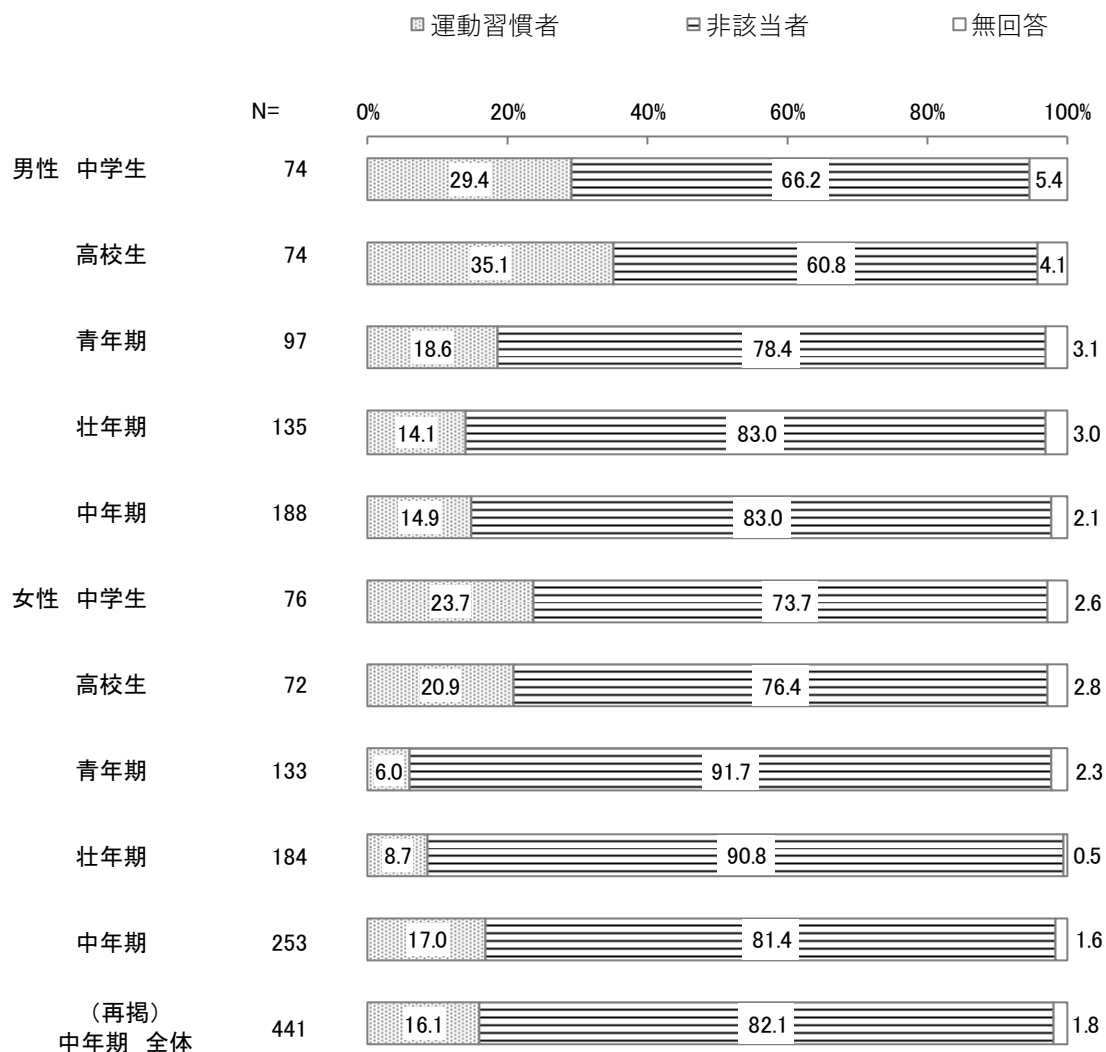 運動習慣者 非該当者 無回答
N= 0% 20% 40% 60% 80% 100%
男性 中学生 74 29.4 66.2 5.4
高校生 74 35.1 60.8 4.1
青年期 97 18.6 78.4 3.1
壮年期 135 14.1 83.0 3.0
中年期 188 14.9 83.0 2.1
女性 中学生 76 23.7 73.7 2.6
高校生 72 20.9 76.4 2.8
青年期 133 6.0 91.7 2.3
壮年期 184 8.7 90.8 0.5
中年期 253 17.0 81.4 1.6
（再掲）
中年期 全体 441 16.1 82.1 1.8